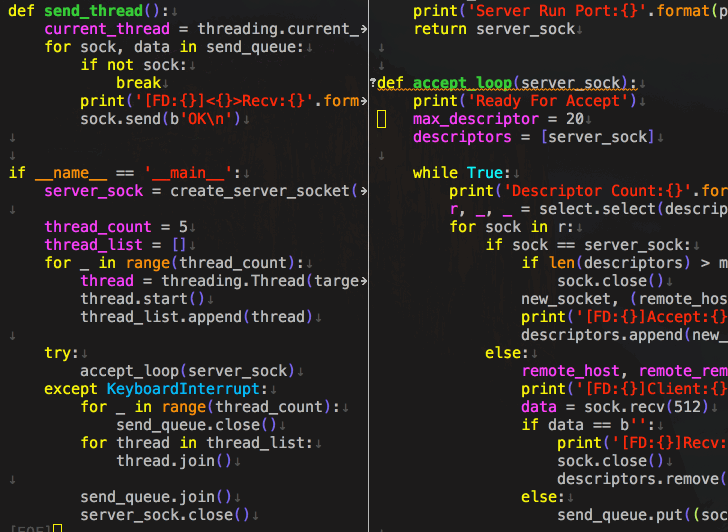 def send_thread():
current_thread = threading.current_
for sock, data in send_queue:
if not sock:
break
print('[FD:{}]<{}>Recv:{}'.form
sock.send(b'OK\n')
if __name__ == '__main__':
server_sock = create_server_socket(
thread_count = 5
thread_list = []
for _ in range(thread_count):
thread = threading.Thread(targe
thread.start()
thread_list.append(thread)
try:
accept_loop(server_sock)
except KeyboardInterrupt:
for _ in range(thread_count):
send_queue.close()
for thread in thread_list:
thread.join()
send_queue.join()
server_sock.close()
[EOF]
print('Server Run Port:{}'.format(p
return server_sock
?def accept_loop(server_sock):
print('Ready For Accept')
max_descriptor = 20
descriptors = [server_sock]
while True:
print('Descriptor Count:{}'.for
r, _, _ = select.select(descrip
for sock in r:
if sock == server_sock:
if len(descriptors) > m
sock.close()
new_socket, (remote_hos
print('[FD:{}]Accept:{}
descriptors.append(new_
else:
remote_host, remote_rem
print('[FD:{}]Client:{}
data = sock.recv(512)
if data == b'':
print('[FD:{}]Recv:
sock.close()
descriptors.remove(
else:
send_queue.put((soc